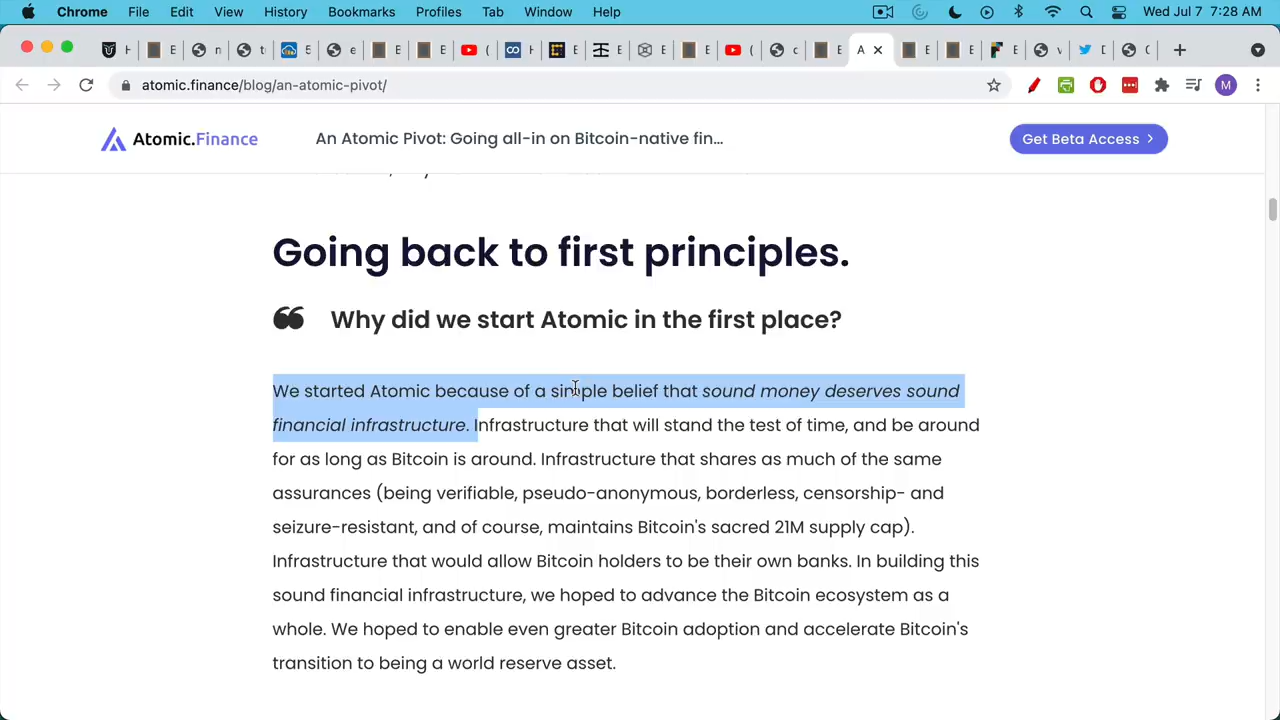 Chrome File Edit View History Bookmarks Profiles Tab Window Help Wed Jul 7 7:28 AM
H E n t S e E E ( H E E E E ( c E A E E E v D C
atomic.finance/blog/an-atomic-pivot/ M
Atomic.Finance An Atomic Pivot: Going all-in on Bitcoin-native fin... Get Beta Access
Going back to first principles.
Why did we start Atomic in the first place?
We started Atomic because of a simple belief that sound money deserves sound
financial infrastructure. Infrastructure that will stand the test of time, and be around
for as long as Bitcoin is around. Infrastructure that shares as much of the same
assurances (being verifiable, pseudo-anonymous, borderless, censorship- and
seizure-resistant, and of course, maintains Bitcoin's sacred 21M supply cap).
Infrastructure that would allow Bitcoin holders to be their own banks. In building this
sound financial infrastructure, we hoped to advance the Bitcoin ecosystem as a
whole. We hoped to enable even greater Bitcoin adoption and accelerate Bitcoin's
transition to being a world reserve asset.